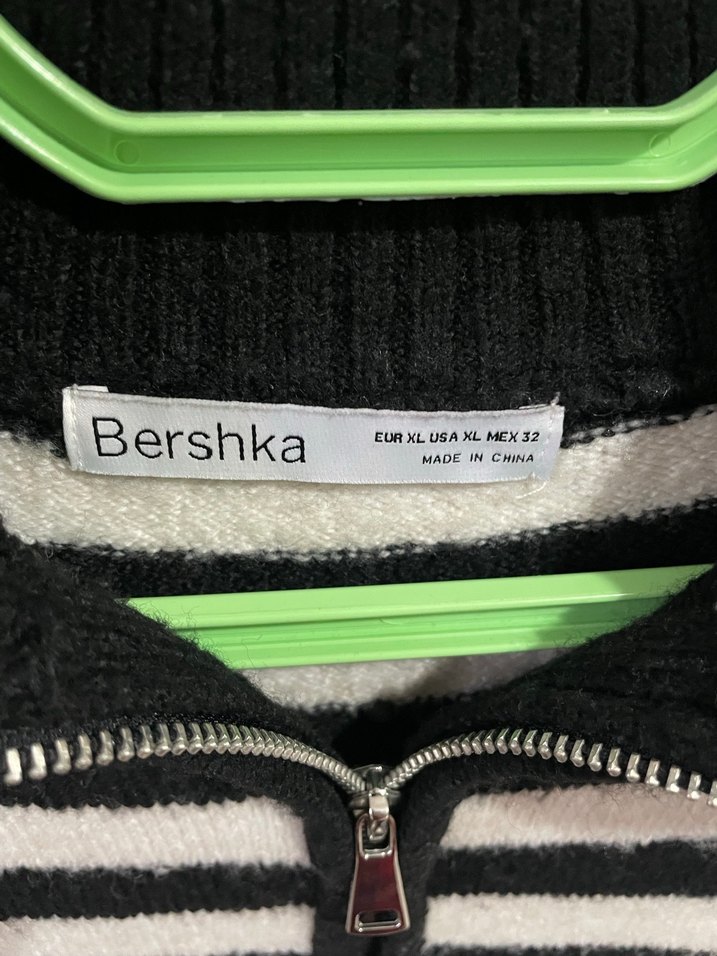 Bershka
EUR XL USA XL MEX 32
MADE IN CHINA